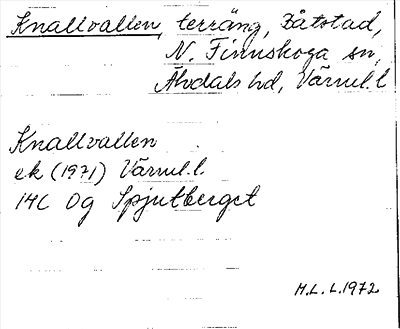 Knallvallen, terräng, Båtstad,
N. Finnskoga sn,
Älvdals hd, Värml. l
Knallvallen
ek (1971) Värml. l.
14C 0g Spjutberget
H.L. L. 1972